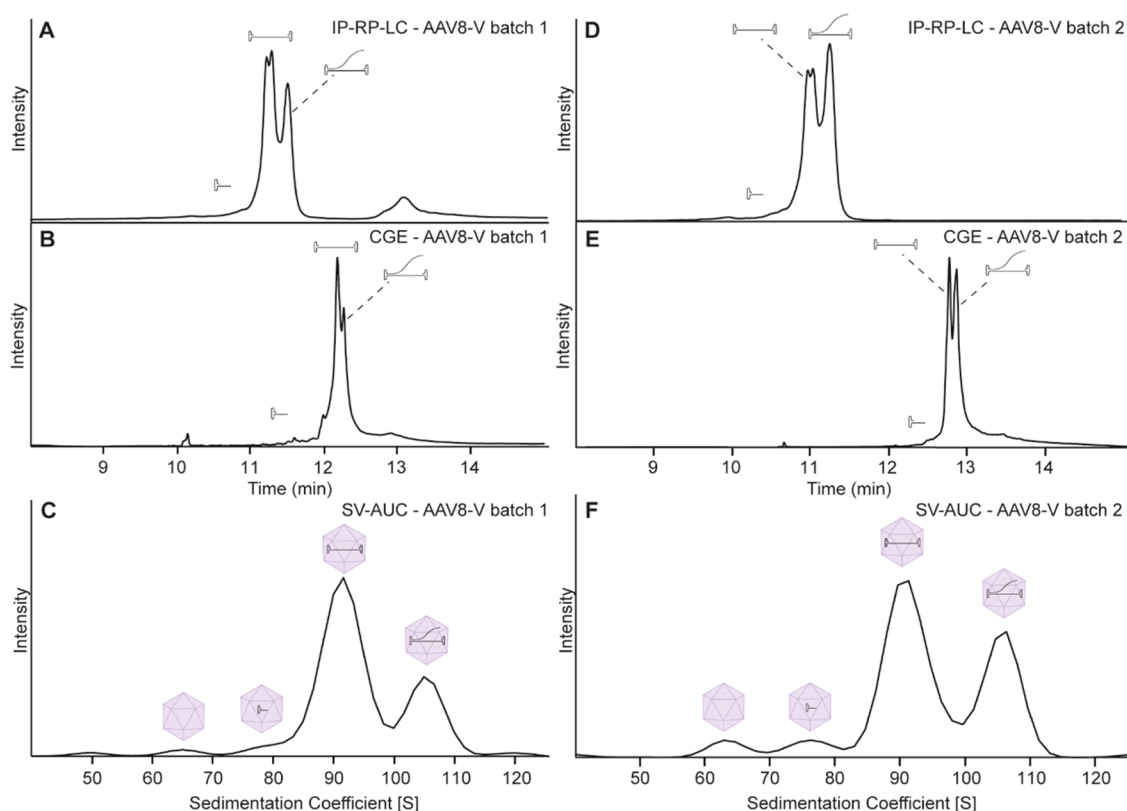 A
IP-RP-LC - AAV8-V batch 1
Intensity
B
CGE - AAV8-V batch 1
Intensity
9 10 11 12 13 14
Time (min)
C
SV-AUC - AAV8-V batch 1
Intensity
50 60 70 80 90 100 110 120
Sedimentation Coefficient [S]
D
IP-RP-LC - AAV8-V batch 2
Intensity
E
CGE - AAV8-V batch 2
Intensity
9 10 11 12 13 14
Time (min)
F
SV-AUC - AAV8-V batch 2
Intensity
50 60 70 80 90 100 110 120
Sedimentation Coefficient [S]